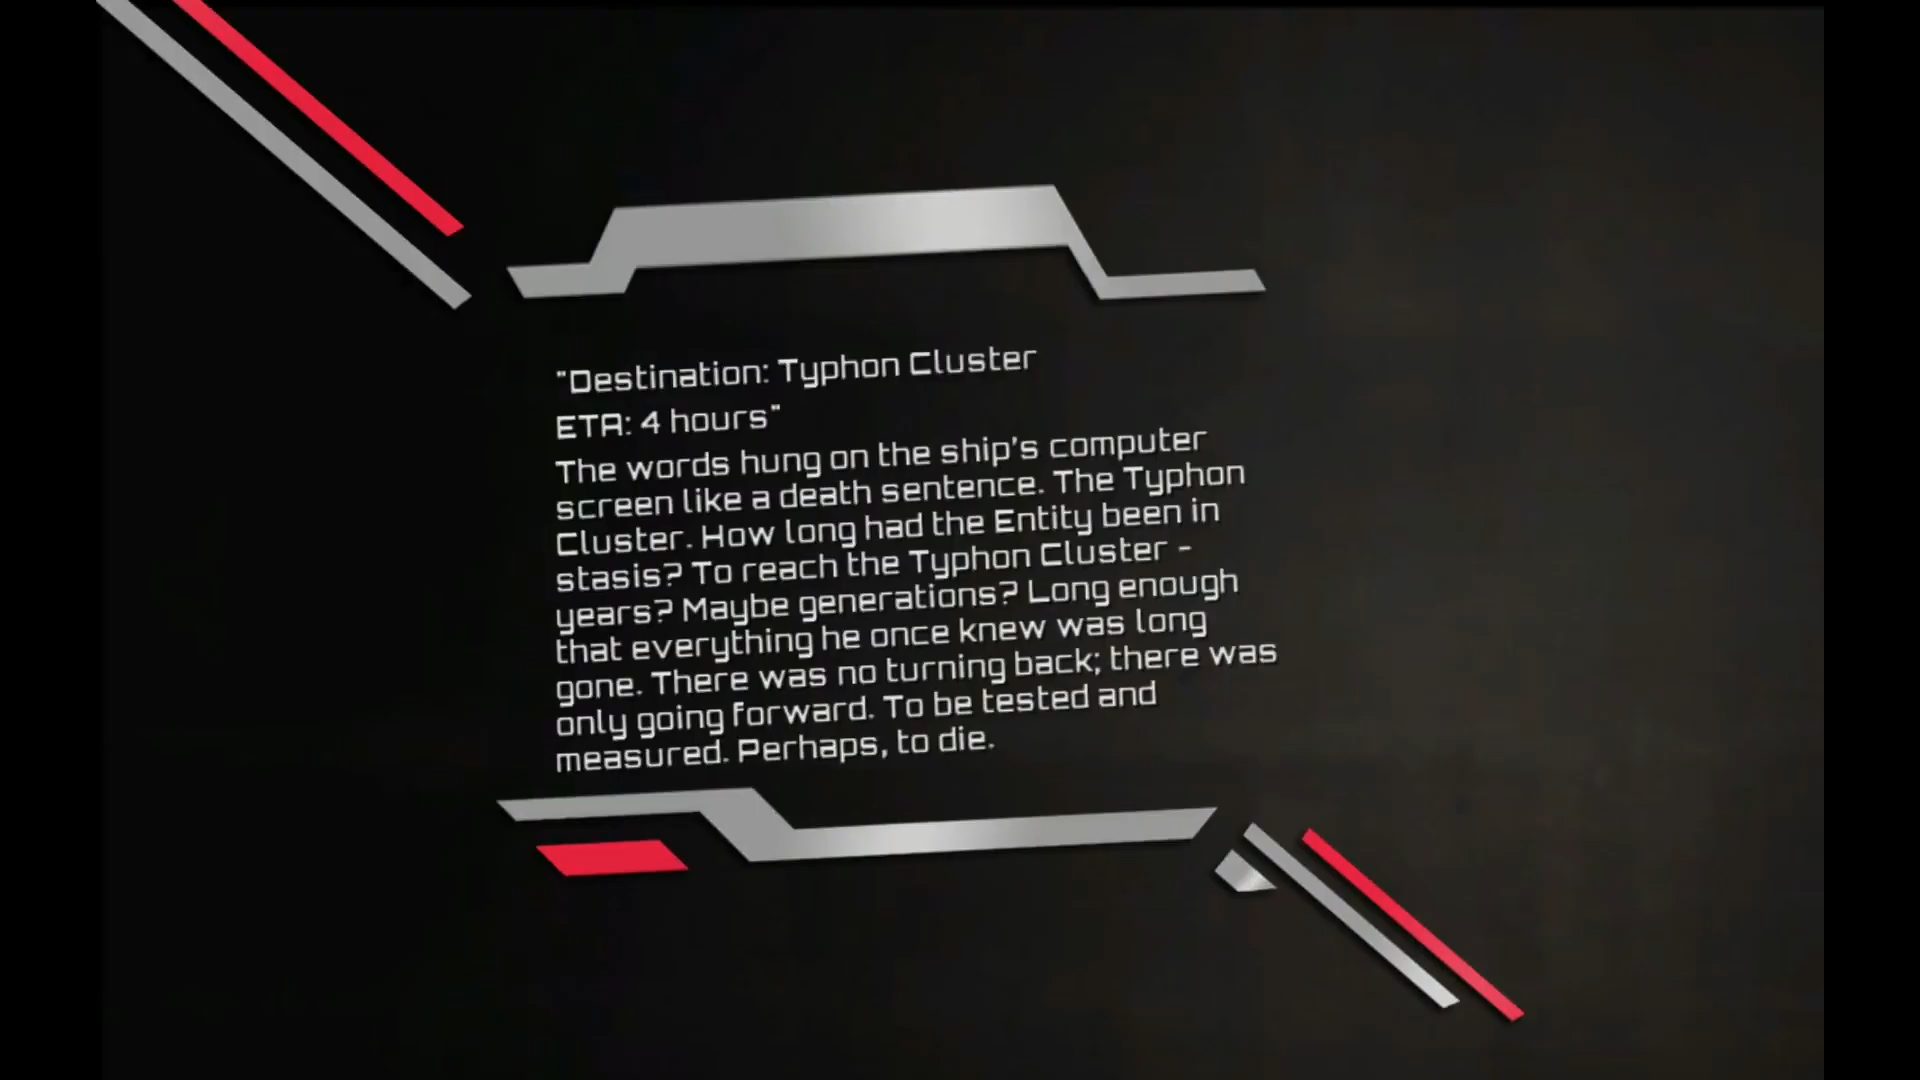 "Destination: Typhon Cluster
ETA: 4 hours"
The words hung on the ship's computer
screen like a death sentence. The Typhon
Cluster. How long had the Entity been in
stasis? To reach the Typhon Cluster -
years? Maybe generations? Long enough
that everything he once knew was long
gone. There was no turning back; there was
only going forward. To be tested and
measured. Perhaps, to die.